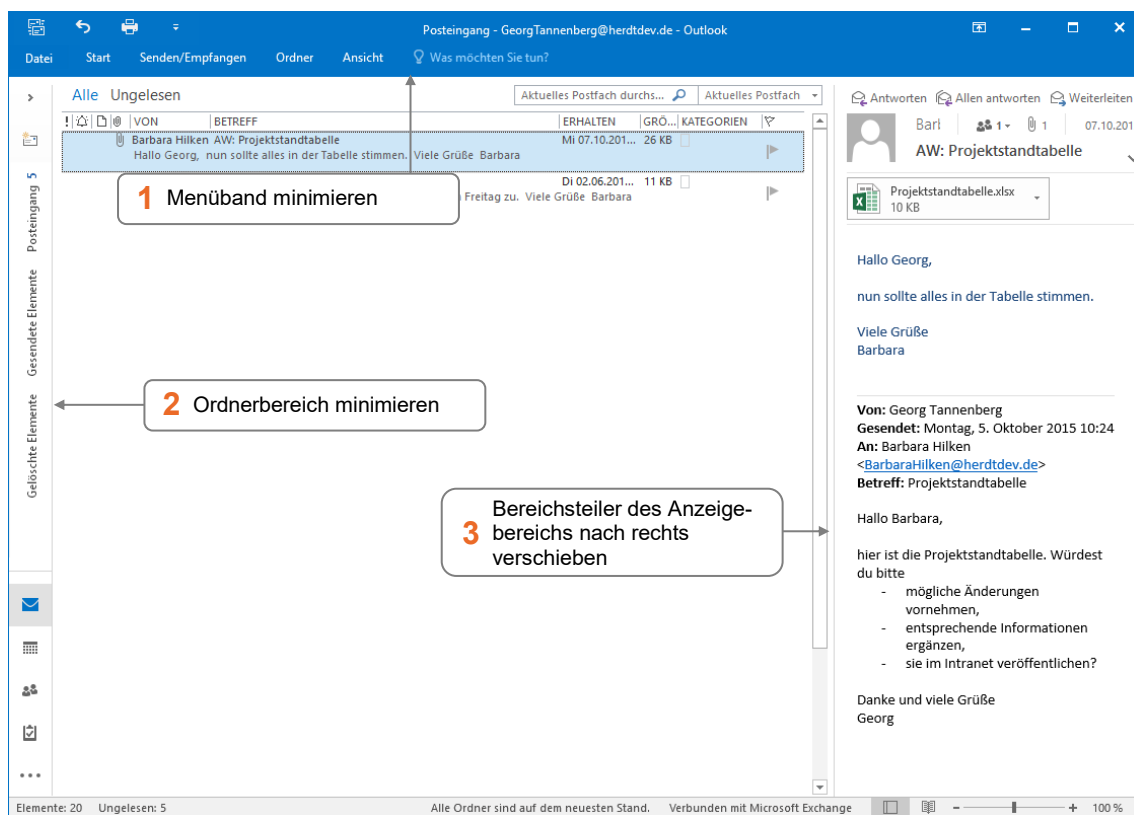 Posteingang - GeorgTannenberg@herdtdev.de - Outlook
Datei Start Senden/Empfangen Ordner Ansicht Was möchten Sie tun?
Alle Ungelesen Aktuelles Postfach durchs... Aktuelles Postfach
! VON BETREFF ERHALTEN GRÖ... KATEGORIEN
Barbara Hilken AW: Projektstandtabelle Mi 07.10.201... 26 KB
Hallo Georg, nun sollte alles in der Tabelle stimmen. Viele Grüße Barbara
Di 02.06.201... 11 KB
Freitag zu. Viele Grüße Barbara
1 Menüband minimieren
Posteingang 5
Gesendete Elemente
Gelöschte Elemente
2 Ordnerbereich minimieren
3 Bereichsteiler des Anzeige-
bereichs nach rechts
verschieben
Antworten Allen antworten Weiterleiten
Barl 1 1 07.10.201
AW: Projektstandtabelle
Projektstandtabelle.xlsx
10 KB
Hallo Georg,
nun sollte alles in der Tabelle stimmen.
Viele Grüße
Barbara
Von: Georg Tannenberg
Gesendet: Montag, 5. Oktober 2015 10:24
An: Barbara Hilken
<BarbaraHilken@herdtdev.de>
Betreff: Projektstandtabelle
Hallo Barbara,
hier ist die Projektstandtabelle. Würdest
du bitte
- mögliche Änderungen
vornehmen,
- entsprechende Informationen
ergänzen,
- sie im Intranet veröffentlichen?
Danke und viele Grüße
Georg
Elemente: 20 Ungelesen: 5 Alle Ordner sind auf dem neuesten Stand. Verbunden mit Microsoft Exchange - + 100 %